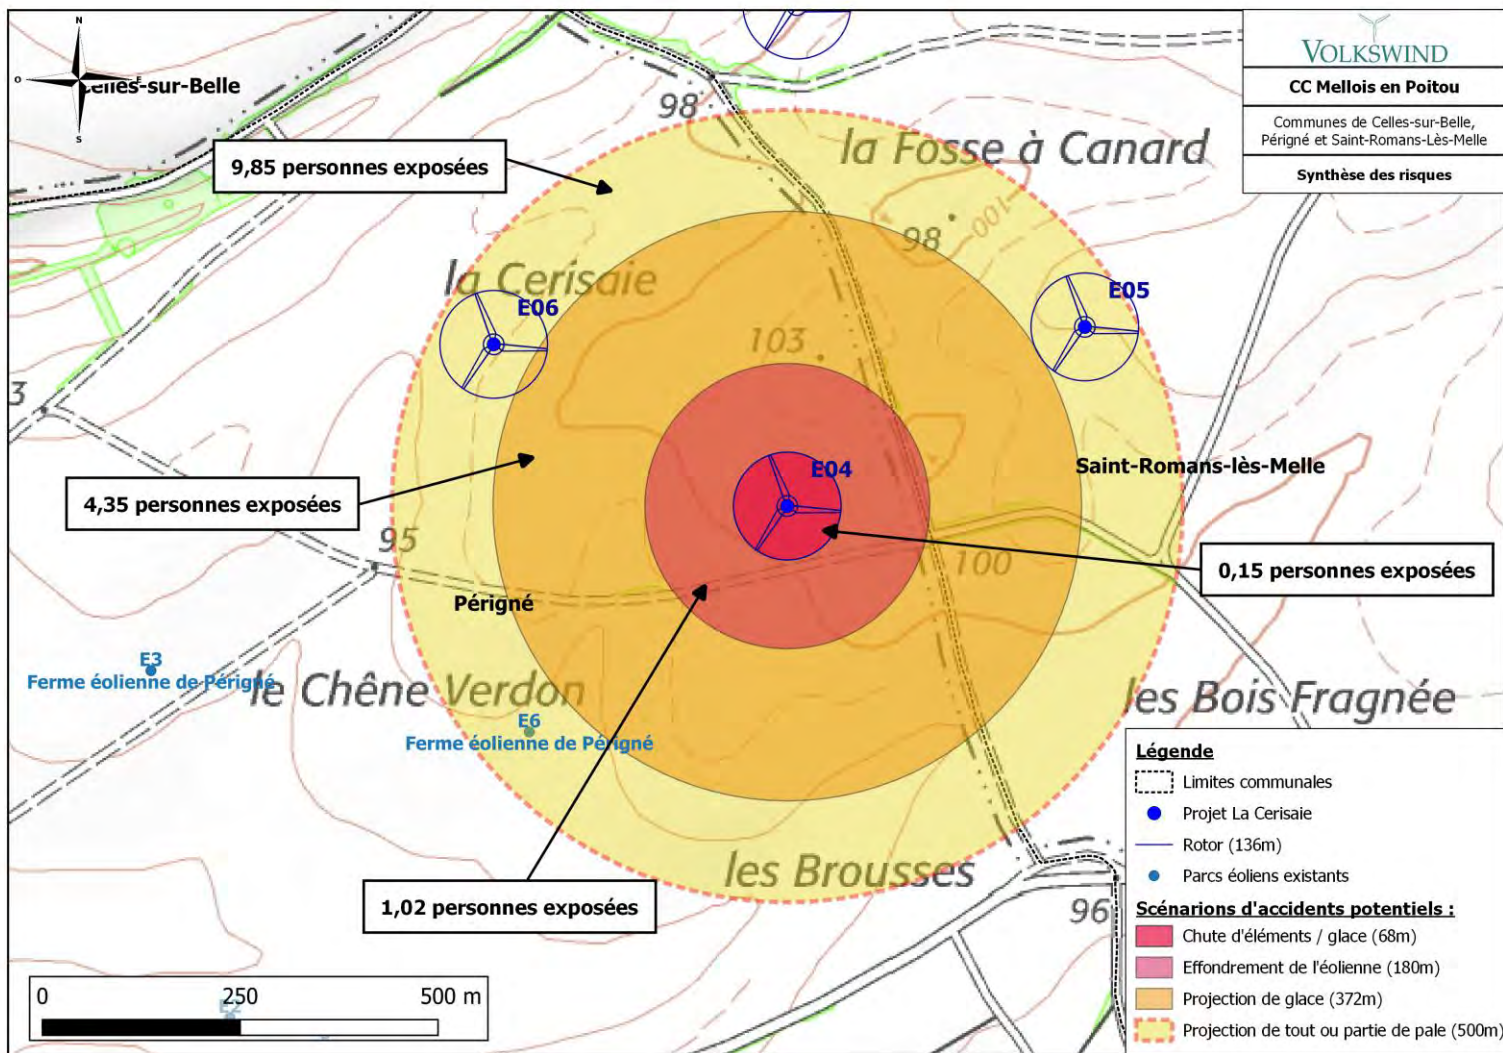 N
O
E
S
Celles-sur-Belle
VOLKSWIND
CC Mellois en Poitou
Communes de Celles-sur-Belle,
Périgné et Saint-Romans-Lès-Melle
Synthèse des risques
98
la Fosse à Canard
9,85 personnes exposées
100
98
la Cerisaie
E06
E05
103
3
E04
Saint-Romans-lès-Melle
4,35 personnes exposées
95
100
0,15 personnes exposées
Périgné
E3
Ferme éolienne de Périgné
le Chêne Verdon
les Bois Fragnée
E6
Ferme éolienne de Périgné
les Brousses
1,02 personnes exposées
96
Légende
Limites communales
Projet La Cerisaie
Rotor (136m)
Parcs éoliens existants
Scénarions d'accidents potentiels :
Chute d'éléments / glace (68m)
Effondrement de l'éolienne (180m)
Projection de glace (372m)
Projection de tout ou partie de pale (500m)
0 250 500 m
E2